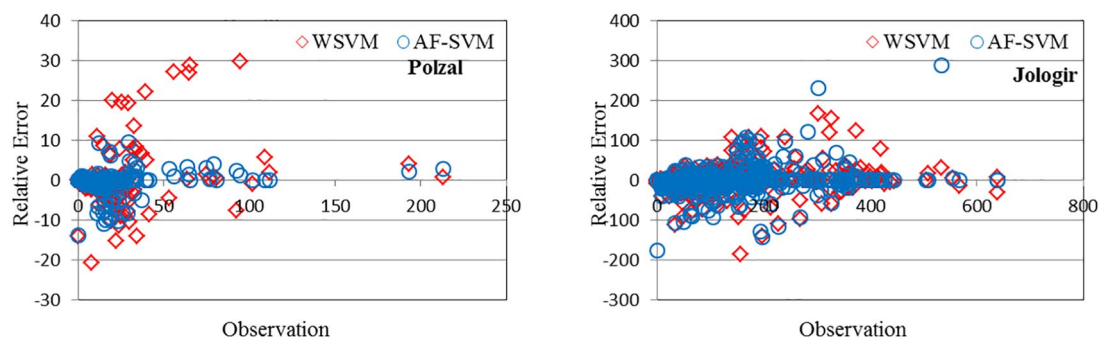 40
30
20
10
0
-10
-20
-30
Relative Error
WSVM AF-SVM
Polzal
0 50 100 150 200 250
Observation
400
300
200
100
0
-100
-200
-300
Relative Error
WSVM AF-SVM
Jologir
0 200 400 600 800
Observation